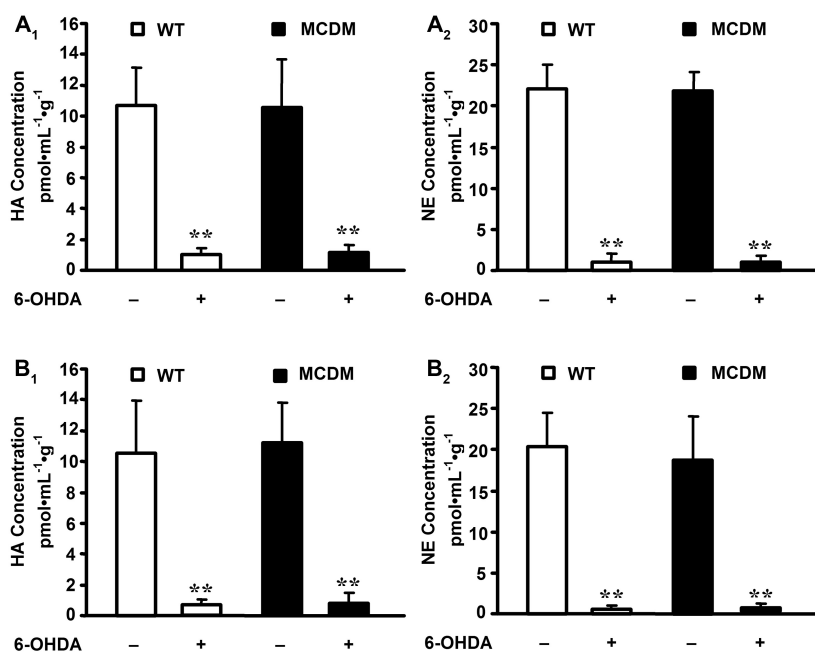 A1 WT MCDM
HA Concentration
pmol•mL-1•g-1
16
14
12
10
8
6
4
2
0
** **
6-OHDA – + – +
A2 WT MCDM
NE Concentration
pmol•mL-1•g-1
30
25
20
15
10
5
0
** **
– + – +
B1 WT MCDM
HA Concentration
pmol•mL-1•g-1
16
14
12
10
8
6
4
2
0
** **
6-OHDA – + – +
B2 WT MCDM
NE Concentration
pmol•mL-1•g-1
30
25
20
15
10
5
0
** **
6-OHDA – + – +